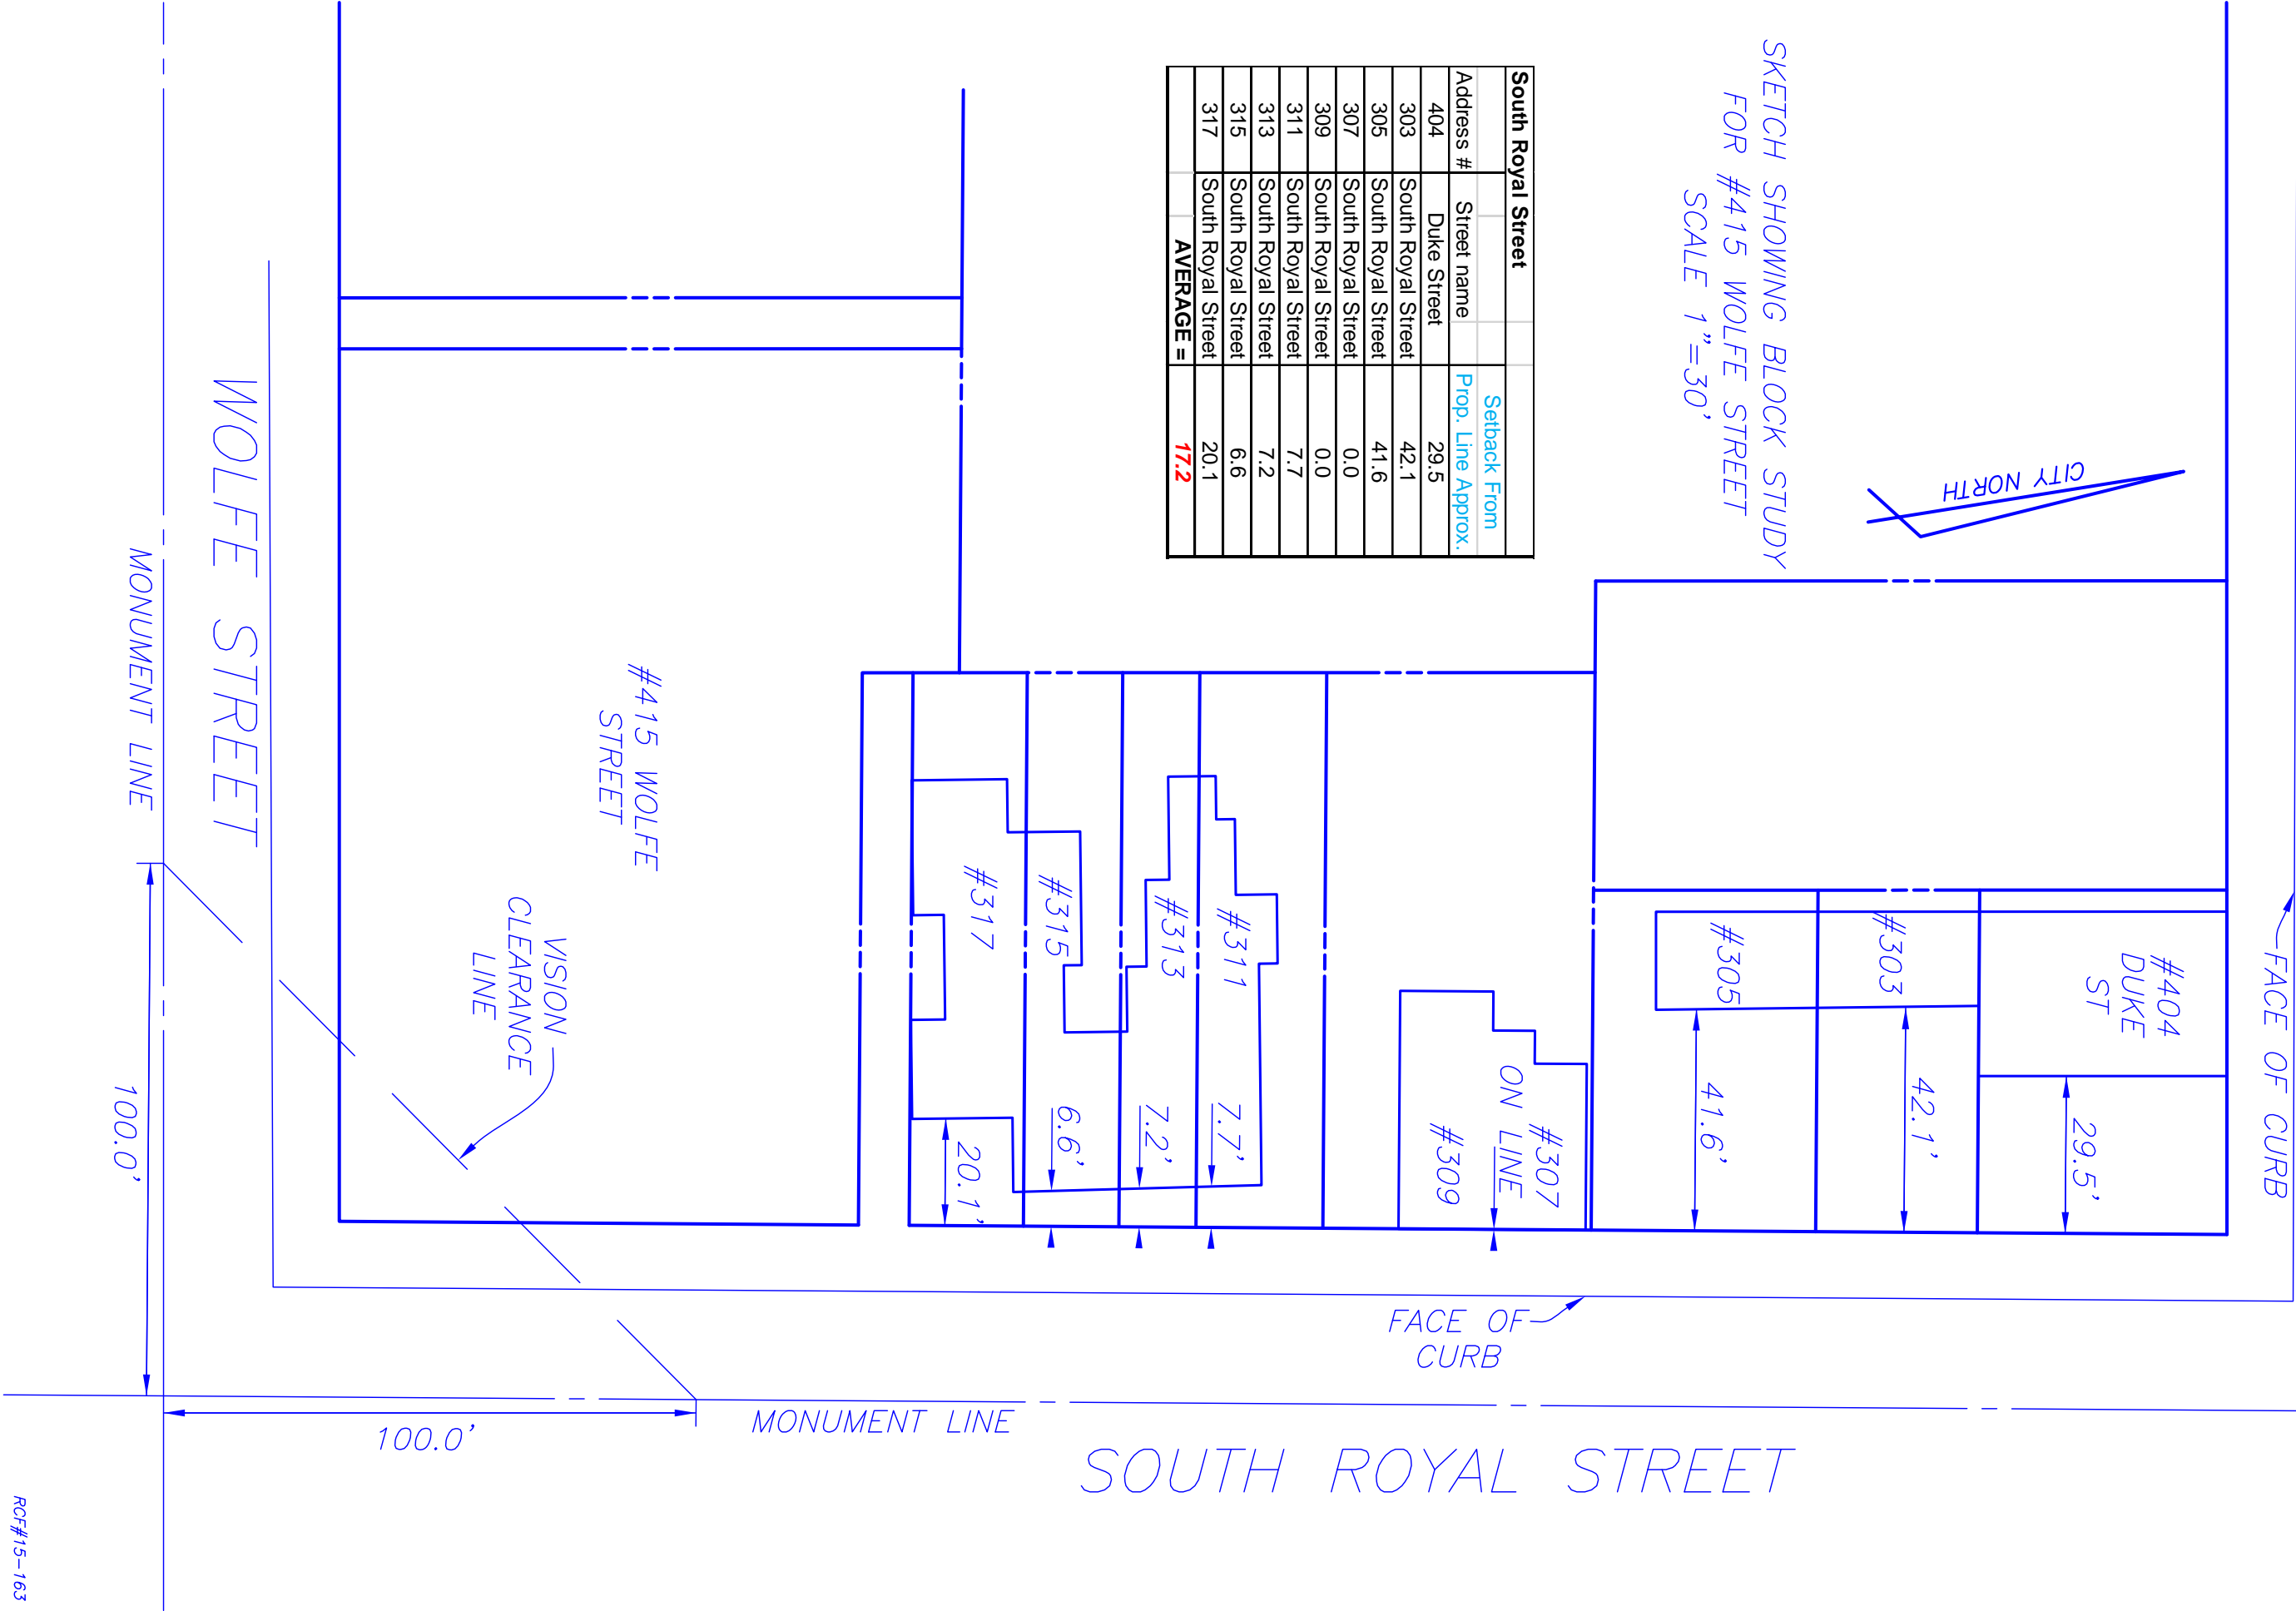 SKETCH SHOWING BLOCK STUDY
FOR #415 WOLFE STREET
SCALE 1"=30'
CITY NORTH
South Royal Street
Setback From
Address # Street name Prop. Line Approx.
404 Duke Street 29.5
303 South Royal Street 42.1
305 South Royal Street 41.6
307 South Royal Street 0.0
309 South Royal Street 0.0
311 South Royal Street 7.7
313 South Royal Street 7.2
315 South Royal Street 6.6
317 South Royal Street 20.1
AVERAGE = 17.2
FACE OF CURB
#404
DUKE
ST
29.5'
#303
42.1'
#305
41.6'
#307
ON LINE
#309
#311
7.7'
#313
7.2'
#315
6.6'
#317
20.1'
#415 WOLFE
STREET
VISION
CLEARANCE
LINE
WOLFE STREET
MONUMENT LINE
100.0'
FACE OF
CURB
100.0'
MONUMENT LINE
SOUTH ROYAL STREET
RCF#15-163